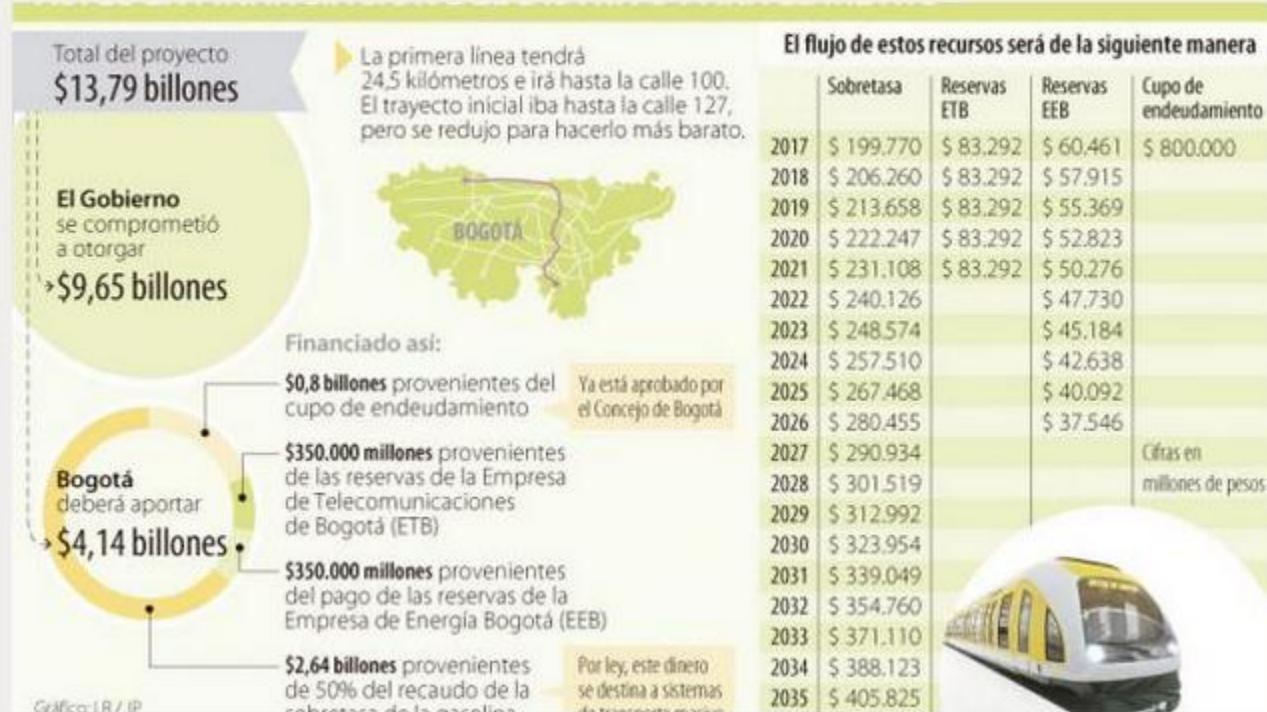 Total del proyecto
$13,79 billones
El Gobierno
se comprometió
a otorgar
$9,65 billones
Bogotá
deberá aportar
$4,14 billones
La primera línea tendrá
24,5 kilómetros e irá hasta la calle 100.
El trayecto inicial iba hasta la calle 127,
pero se redujo para hacerlo más barato.
BOGOTÁ
Financiado así:
$0,8 billones provenientes del
cupo de endeudamiento
Ya está aprobado por
el Concejo de Bogotá
$350.000 millones provenientes
de las reservas de la Empresa
de Telecomunicaciones
de Bogotá (ETB)
$350.000 millones provenientes
del pago de las reservas de la
Empresa de Energía Bogotá (EEB)
$2,64 billones provenientes
de 50% del recaudo de la
sobretasa de la gasolina
Por ley, este dinero
se destina a sistemas
de transporte masivo
Gráfico: LR / JP
El flujo de estos recursos será de la siguiente manera
Sobretasa Reservas ETB Reservas EEB Cupo de endeudamiento
2017 $ 199.770 $ 83.292 $ 60.461 $ 800.000
2018 $ 206.260 $ 83.292 $ 57.915
2019 $ 213.658 $ 83.292 $ 55.369
2020 $ 222.247 $ 83.292 $ 52.823
2021 $ 231.108 $ 83.292 $ 50.276
2022 $ 240.126 $ 47.730
2023 $ 248.574 $ 45.184
2024 $ 257.510 $ 42.638
2025 $ 267.468 $ 40.092
2026 $ 280.455 $ 37.546
2027 $ 290.934
2028 $ 301.519
2029 $ 312.992
2030 $ 323.954
2031 $ 339.049
2032 $ 354.760
2033 $ 371.110
2034 $ 388.123
2035 $ 405.825
Cifras en
millones de pesos